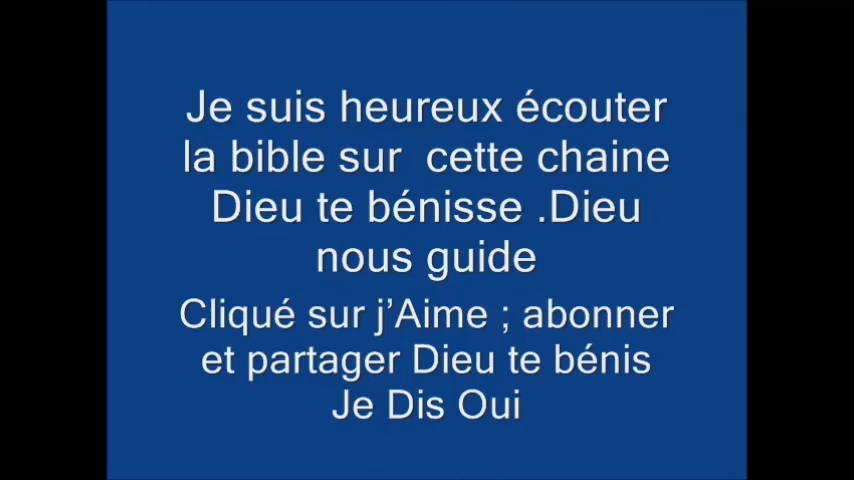 Je suis heureux écouter
la bible sur  cette chaine
Dieu te bénisse .Dieu
nous guide
Cliqué sur j’Aime ; abonner
et partager Dieu te bénis
Je Dis Oui